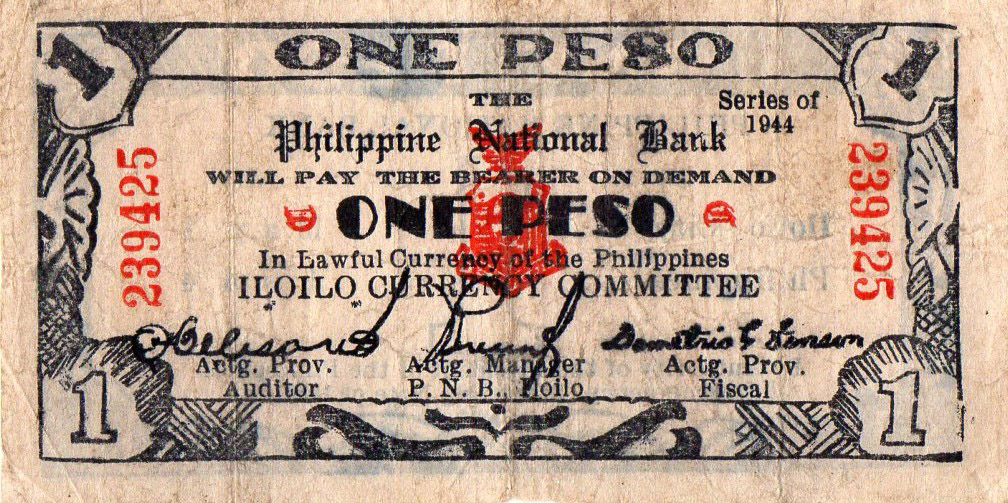 1 ONE PESO 1
THE
Series of
1944
Philippine National Bank
WILL PAY THE BEARER ON DEMAND
239425
239425
ONE PESO
In Lawful Currency of the Philippines
ILOILO CURRENCY COMMITTEE
Actg. Prov.
Auditor
Actg. Manager
P. N. B., Iloilo
Actg. Prov.
Fiscal
1 1